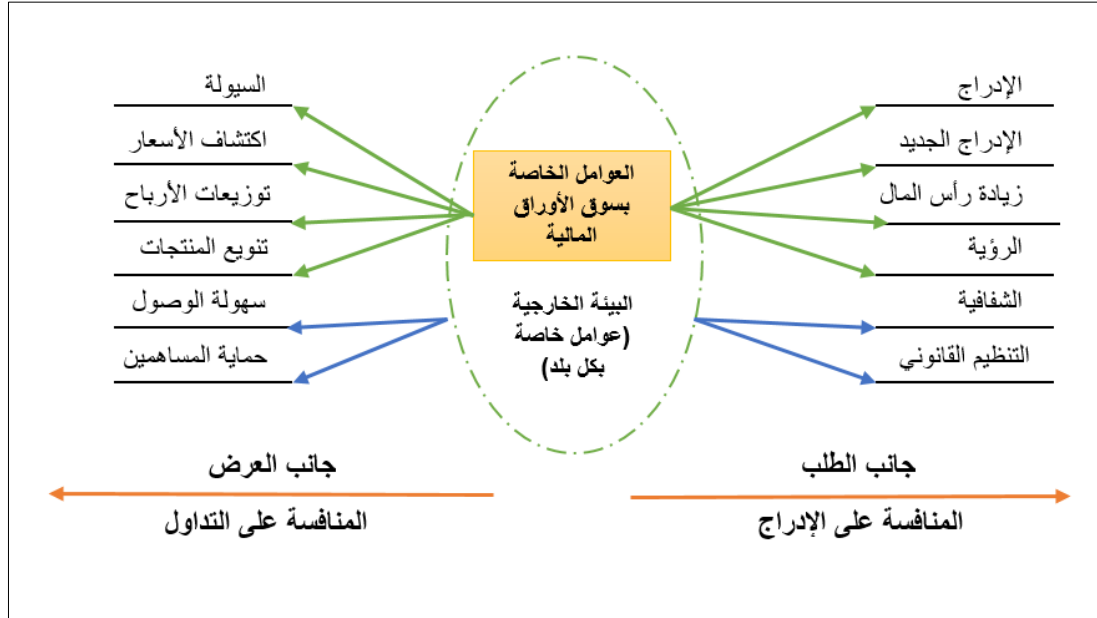 الإدراج
الإدراج الجديد
زيادة رأس المال
الرؤية
الشفافية
التنظيم القانوني
العوامل الخاصة
بسوق الأوراق
المالية
البيئة الخارجية
(عوامل خاصة
بكل بلد)
السيولة
اكتشاف الأسعار
توزيعات الأرباح
تنويع المنتجات
سهولة الوصول
حماية المساهمين
جانب الطلب
المنافسة على الإدراج
جانب العرض
المنافسة على التداول